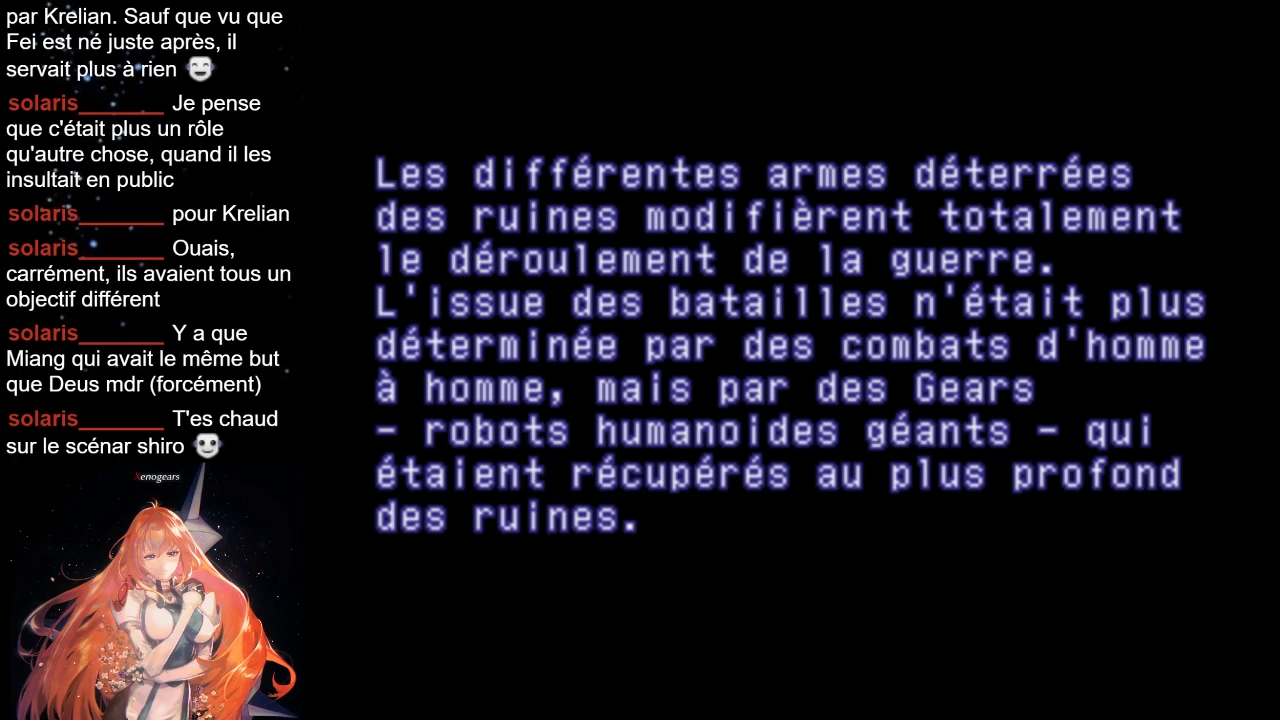 par Krelian. Sauf que vu que
Fei est né juste après, il
servait plus à rien
solaris_______ Je pense
que c'était plus un rôle
qu'autre chose, quand il les
insultait en public
solaris_______ pour Krelian
solaris_______ Ouais,
carrément, ils avaient tous un
objectif différent
solaris_______ Y a que
Miang qui avait le même but
que Deus mdr (forcément)
solaris_______ T'es chaud
sur le scénar shiro
Xenogears
Les différentes armes déterrées
des ruines modifièrent totalement
le déroulement de la guerre.
L'issue des batailles n'était plus
déterminée par des combats d'homme
à homme, mais par des Gears
- robots humanoides géants - qui
étaient récupérés au plus profond
des ruines.